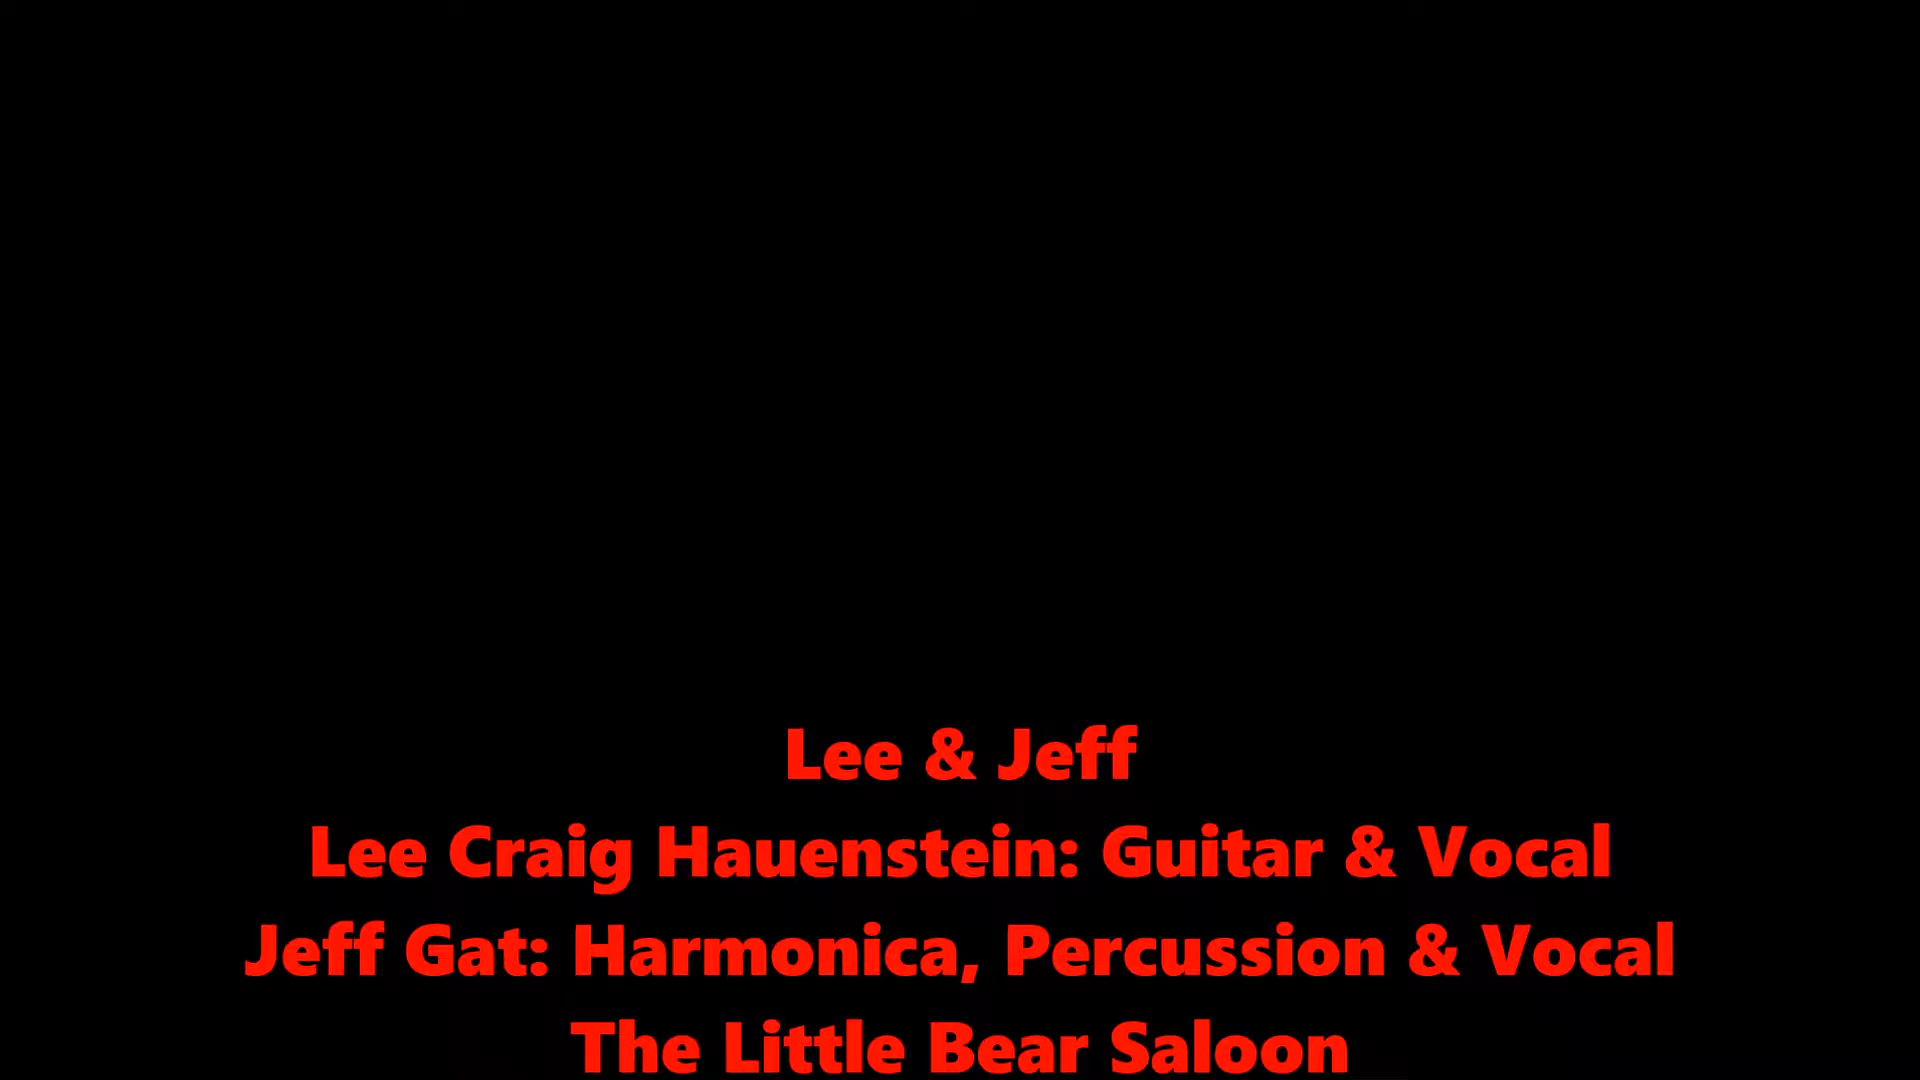 Lee & Jeff
Lee Craig Hauenstein: Guitar & Vocal
Jeff Gat: Harmonica, Percussion & Vocal
The Little Bear Saloon